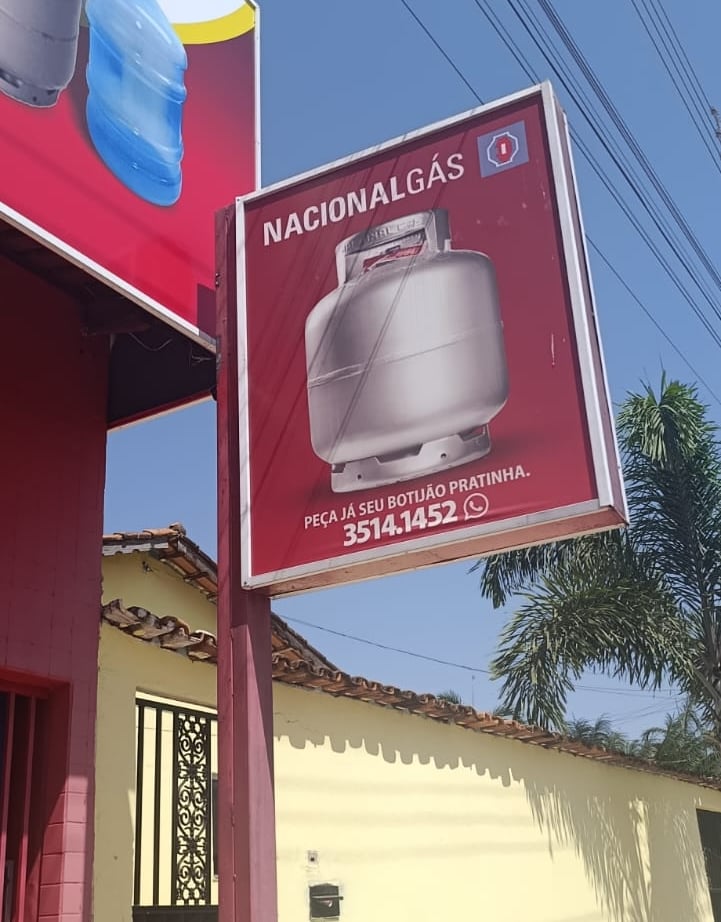 NACIONALGÁS
PEÇA JÁ SEU BOTIJÃO PRATINHA.
3514.1452